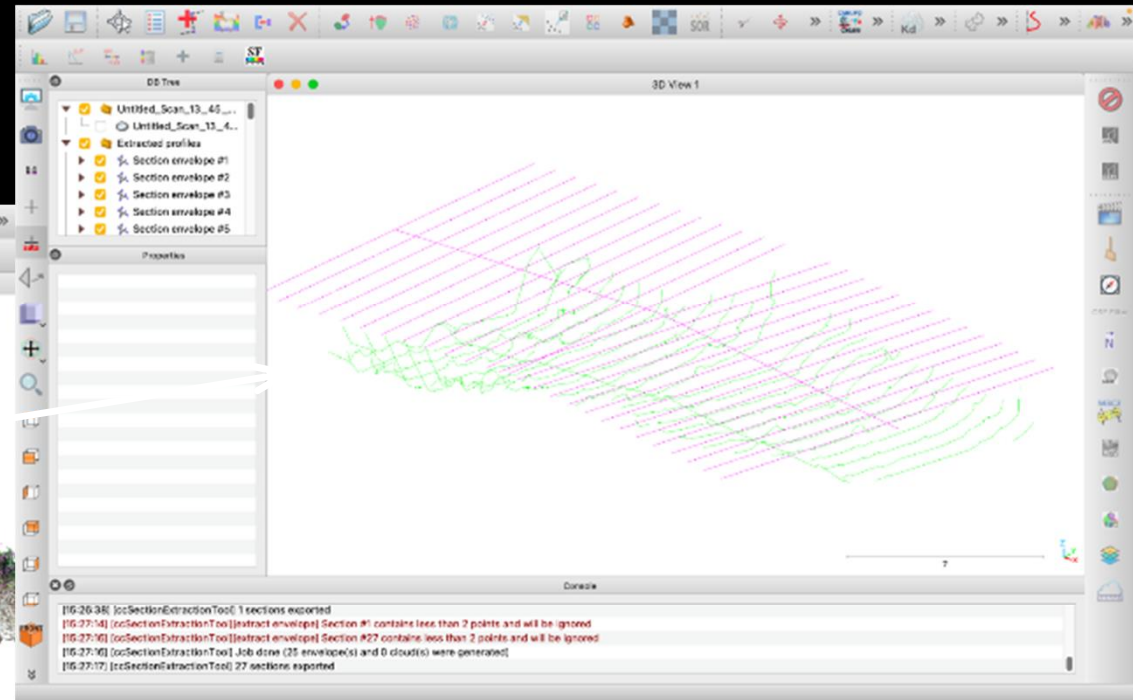 SOR
Kd
SF
DB Tree
3D View 1
Untitled_Scan_13_46_...
Untitled_Scan_13_4...
Extracted profiles
Section envelope #1
Section envelope #2
Section envelope #3
Section envelope #4
Section envelope #5
Properties
N
FRONT
7
Console
[16:26:38] [ccSectionExtractionTool] 1 sections exported
[16:27:14] [ccSectionExtractionTool][extract envelope] Section #1 contains less than 2 points and will be ignored
[16:27:16] [ccSectionExtractionTool][extract envelope] Section #27 contains less than 2 points and will be ignored
[16:27:16] [ccSectionExtractionTool] Job done (25 envelope(s) and 0 cloud(s) were generated)
[16:27:17] [ccSectionExtractionTool] 27 sections exported